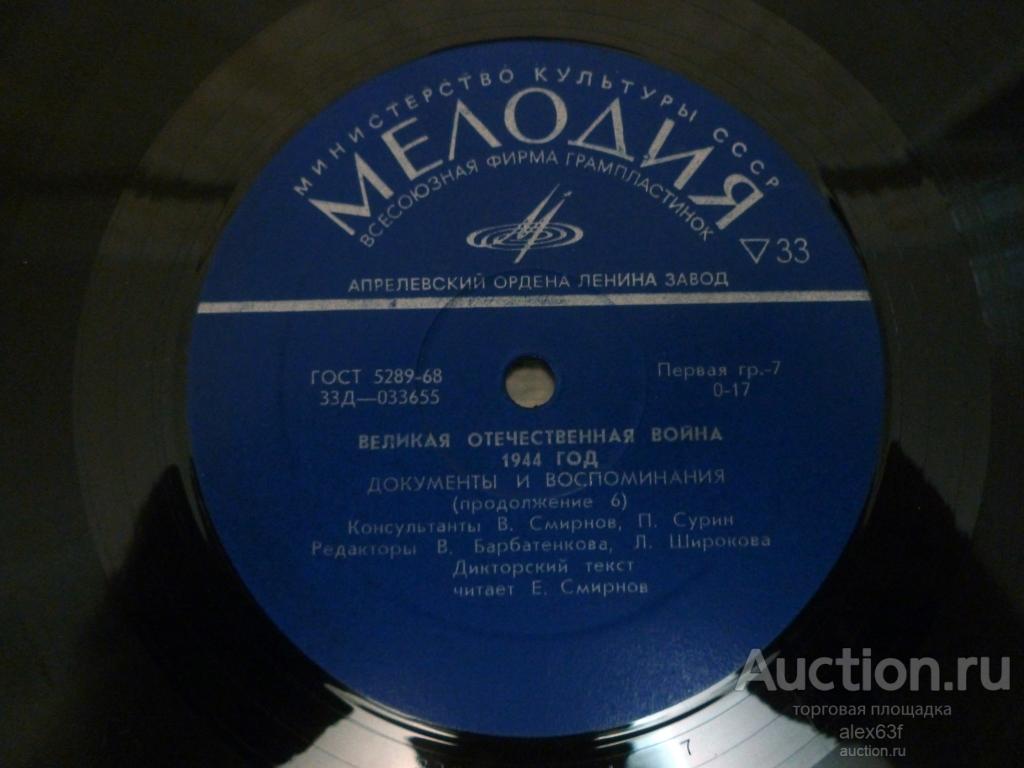 МИНИСТЕРСТВО КУЛЬТУРЫ СССР
МЕЛОДИЯ
ВСЕСОЮЗНАЯ ФИРМА ГРАМПЛАСТИНОК
▽33
АПРЕЛЕВСКИЙ ОРДЕНА ЛЕНИНА ЗАВОД
ГОСТ 5289-68
33Д—033655
Первая гр.-7
0-17
ВЕЛИКАЯ ОТЕЧЕСТВЕННАЯ ВОЙНА
1944 ГОД
ДОКУМЕНТЫ И ВОСПОМИНАНИЯ
(продолжение 6)
Консультанты В. Смирнов, П. Сурин
Редакторы В. Барбатенкова, Л. Широкова
Дикторский текст
читает Е. Смирнов
7
Auction.ru
торговая площадка
alex63f
auction.ru